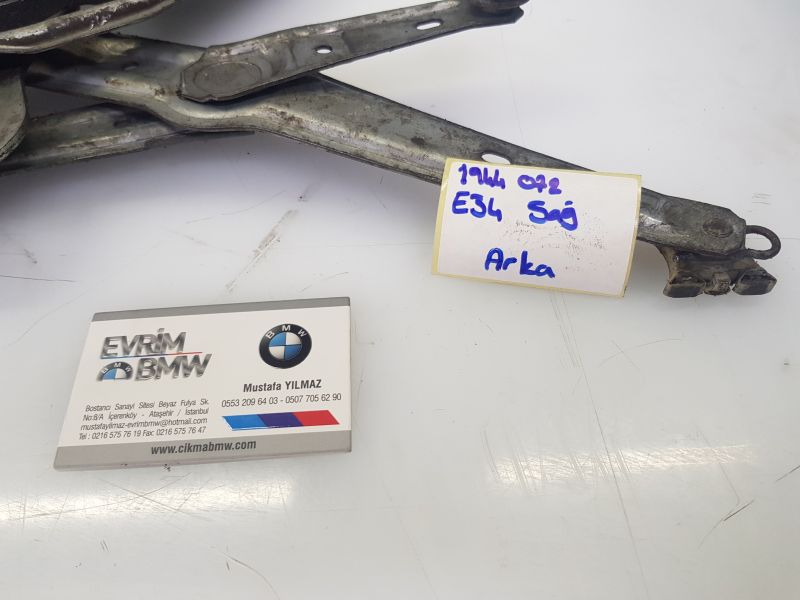 1944 072
E34 Sağ
Arka
EVRİM
BMW
BMW
Mustafa YILMAZ
0553 209 64 03 - 0507 705 62 90
Bostancı Sanayi Sitesi Beyaz Fulya Sk.
No:8/A İçerenköy - Ataşehir / İstanbul
mustafayilmaz-evrimbmw@hotmail.com
Tel : 0216 575 76 19 Fax: 0216 575 76 47
www.cikmabmw.com